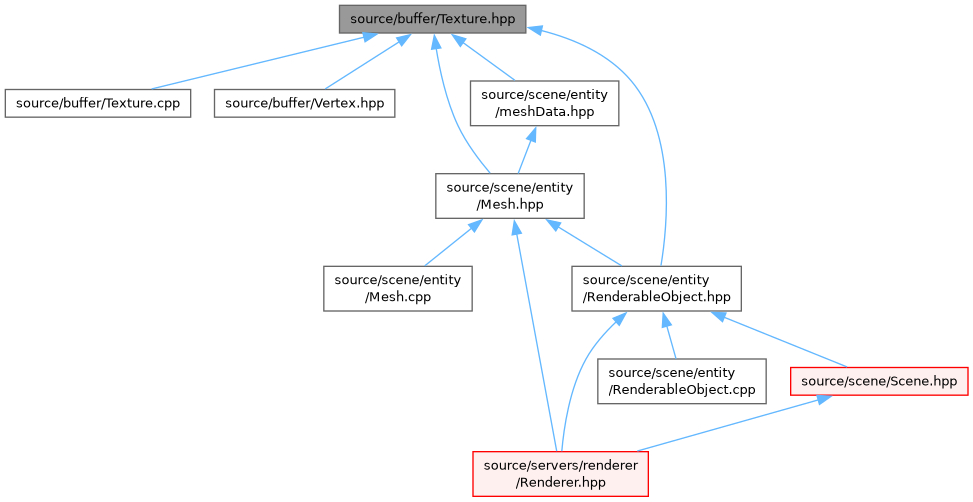 source/buffer/Texture.hpp
source/buffer/Texture.cpp
source/buffer/Vertex.hpp
source/scene/entity
/meshData.hpp
source/scene/entity
/Mesh.hpp
source/scene/entity
/Mesh.cpp
source/scene/entity
/RenderableObject.hpp
source/scene/entity
/RenderableObject.cpp
source/scene/Scene.hpp
source/servers/renderer
/Renderer.hpp